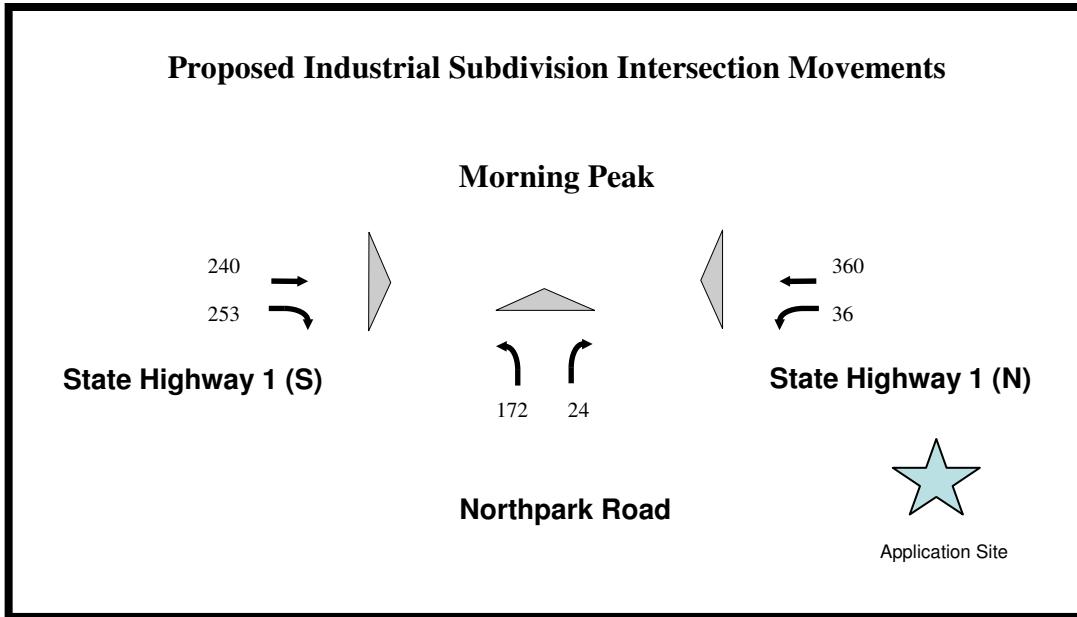 Proposed Industrial Subdivision Intersection Movements
Morning Peak
240
360
253
36
State Highway 1 (S)
State Highway 1 (N)
172
24
Northpark Road
Application Site